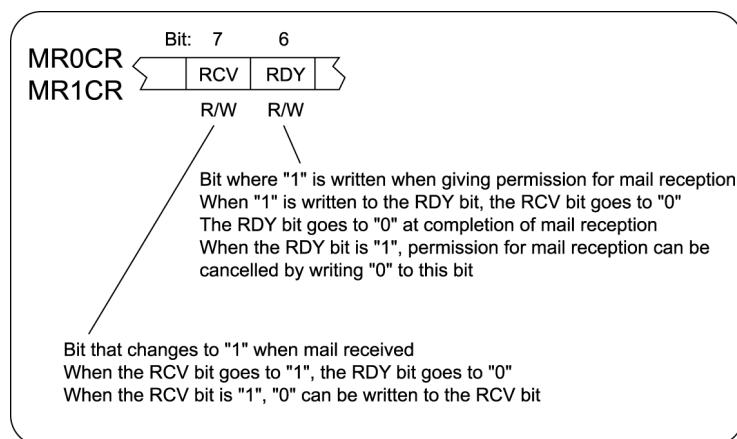 Bit: 7 6
MR0CR
MR1CR
RCV RDY
R/W R/W
Bit where "1" is written when giving permission for mail reception
When "1" is written to the RDY bit, the RCV bit goes to "0"
The RDY bit goes to "0" at completion of mail reception
When the RDY bit is "1", permission for mail reception can be
cancelled by writing "0" to this bit
Bit that changes to "1" when mail received
When the RCV bit goes to "1", the RDY bit goes to "0"
When the RCV bit is "1", "0" can be written to the RCV bit